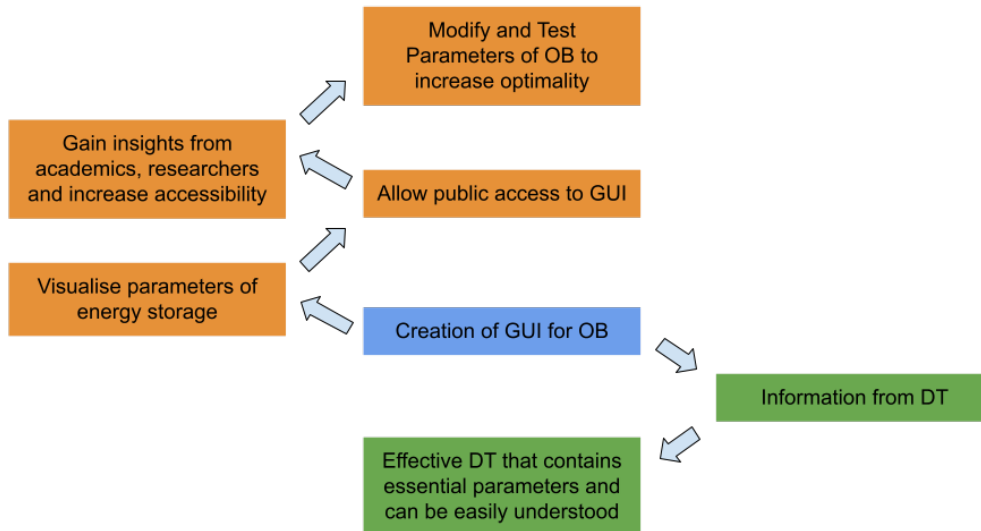 Modify and Test
Parameters of OB to
increase optimality
Gain insights from
academics, researchers
and increase accessibility
Allow public access to GUI
Visualise parameters of
energy storage
Creation of GUI for OB
Information from DT
Effective DT that contains
essential parameters and
can be easily understood